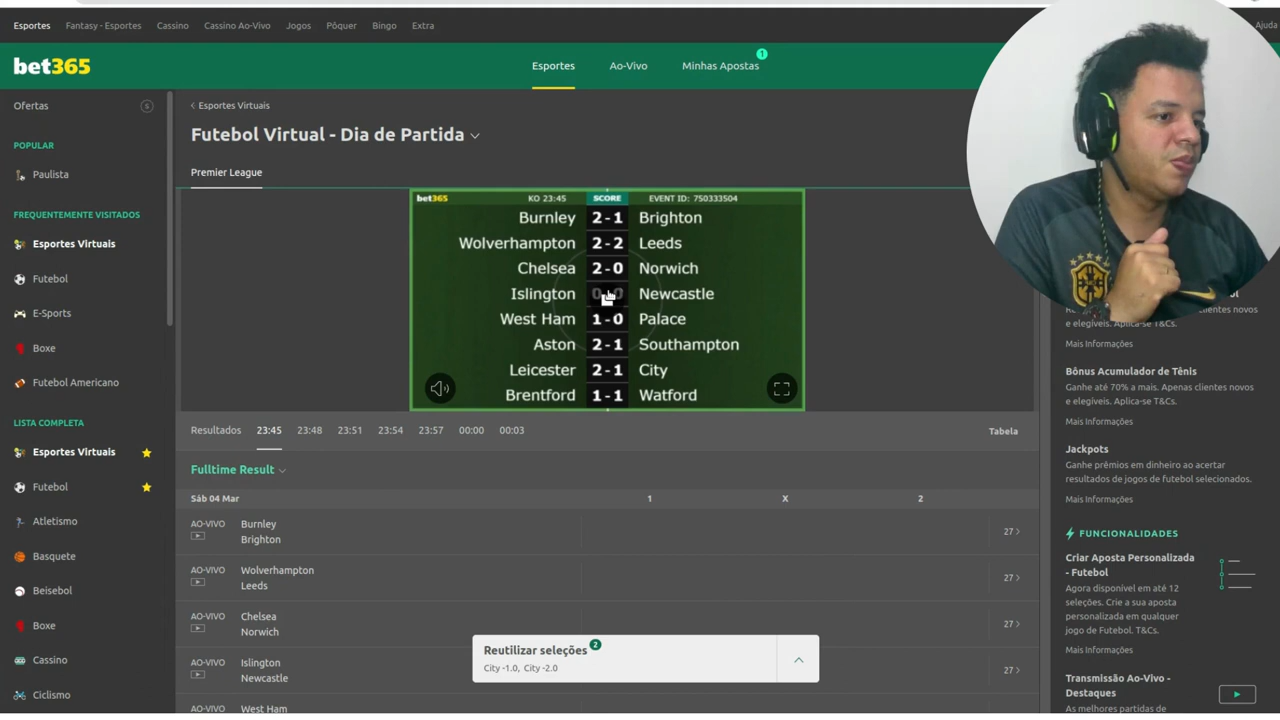 Esportes Fantasy - Esportes Cassino Cassino Ao-Vivo Jogos Pôquer Bingo Extra Ajuda
bet365
Esportes Ao-Vivo Minhas Apostas 1
Ofertas 5
POPULAR
Paulista
FREQUENTEMENTE VISITADOS
Esportes Virtuais
Futebol
E-Sports
Boxe
Futebol Americano
LISTA COMPLETA
Esportes Virtuais
Futebol
Atletismo
Basquete
Beisebol
Boxe
Cassino
Ciclismo
Esportes Virtuais
Futebol Virtual - Dia de Partida
Premier League
bet365 KO 23:45 SCORE EVENT ID: 750333504
Burnley 2 - 1 Brighton
Wolverhampton 2 - 2 Leeds
Chelsea 2 - 0 Norwich
Islington Newcastle
West Ham 1 - 0 Palace
Aston 2 - 1 Southampton
Leicester 2 - 1 City
Brentford 1 - 1 Watford
Resultados 23:45 23:48 23:51 23:54 23:57 00:00 00:03 Tabela
Fulltime Result
Sáb 04 Mar 1 X 2
AO-VIVO Burnley
Brighton 27
AO-VIVO Wolverhampton
Leeds 27
AO-VIVO Chelsea
Norwich 27
AO-VIVO Islington
Newcastle 27
AO-VIVO West Ham
Reutilizar seleções 2
City -1.0, City -2.0
BRASIL
e elegíveis. Aplica-se T&Cs.
Mais Informações
Bônus Acumulador de Tênis
Ganhe até 70% a mais. Apenas clientes novos
e elegíveis. Aplica-se T&Cs.
Mais Informações
Jackpots
Ganhe prêmios em dinheiro ao acertar
resultados de jogos de futebol selecionados.
Mais Informações
FUNCIONALIDADES
Criar Aposta Personalizada
- Futebol
Agora disponível em até 12
seleções. Crie a sua aposta
personalizada em qualquer
jogo de Futebol. T&Cs.
Mais Informações
Transmissão Ao-Vivo -
Destaques
As melhores partidas de